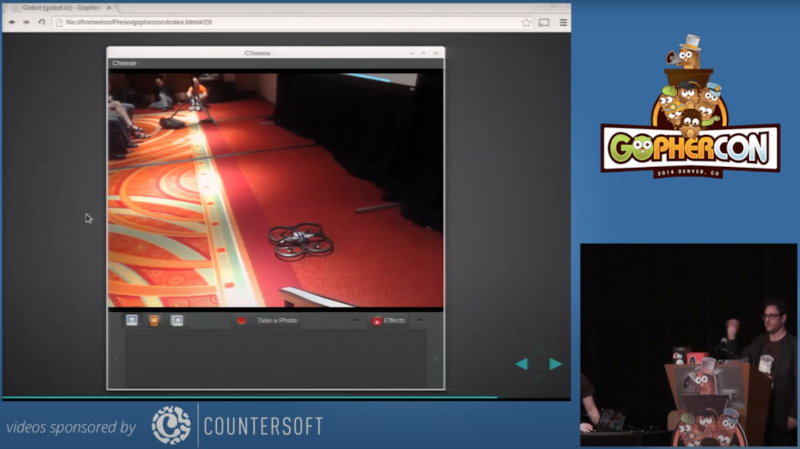 Gobot (gobot.io) - Gopher
file:///home/ron/Preso/gophercon/index.html#/29
Cheese
Cheese
Take a Photo
Effects
GOPHERCON
2014 DENVER, CO
videos sponsored by
COUNTERSOFT